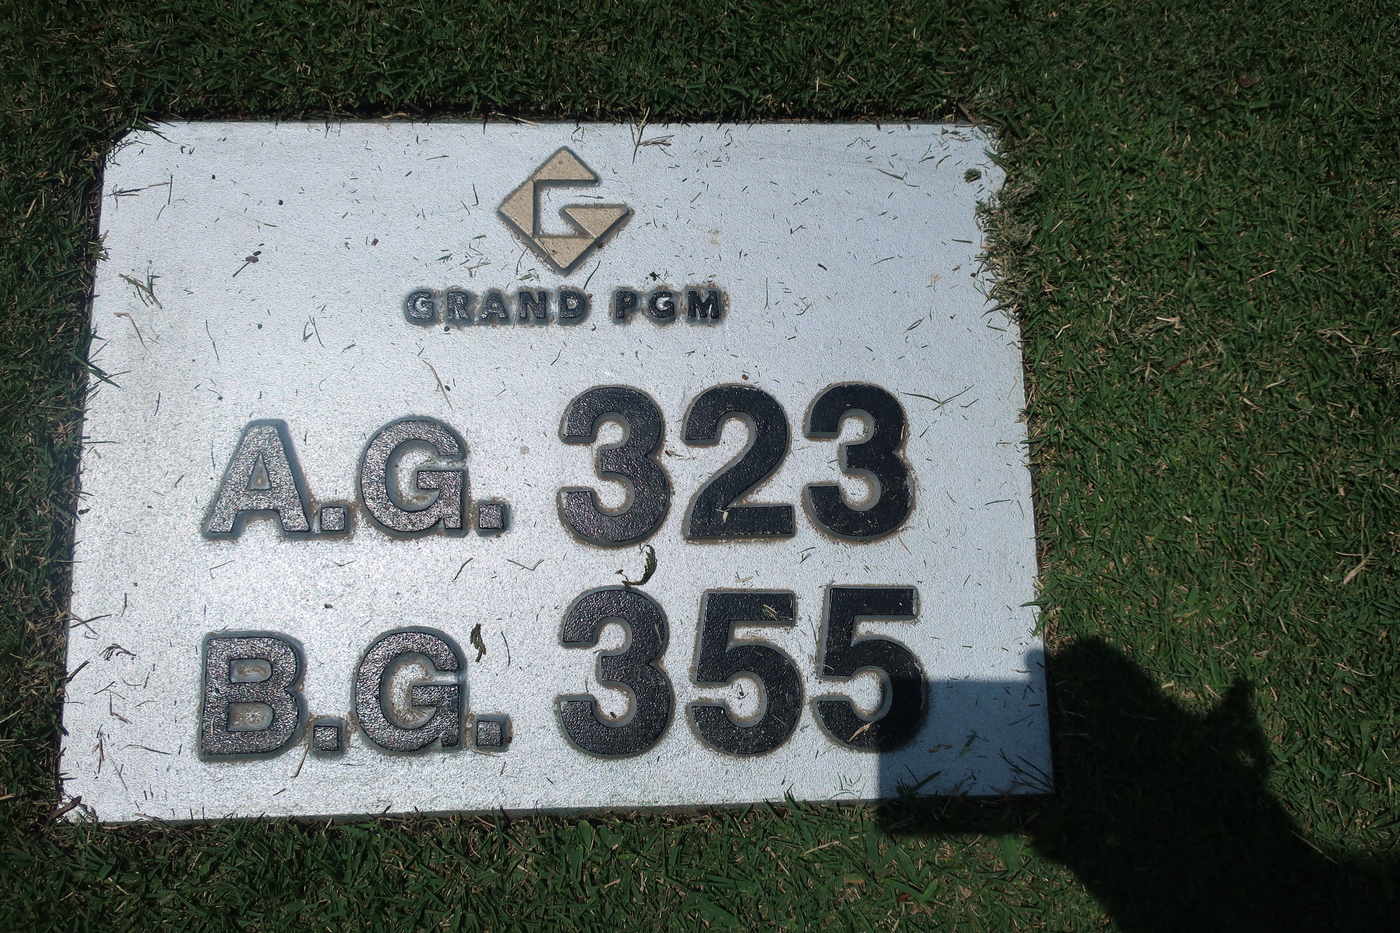 G
GRAND PGM
A.G. 323
B.G. 355